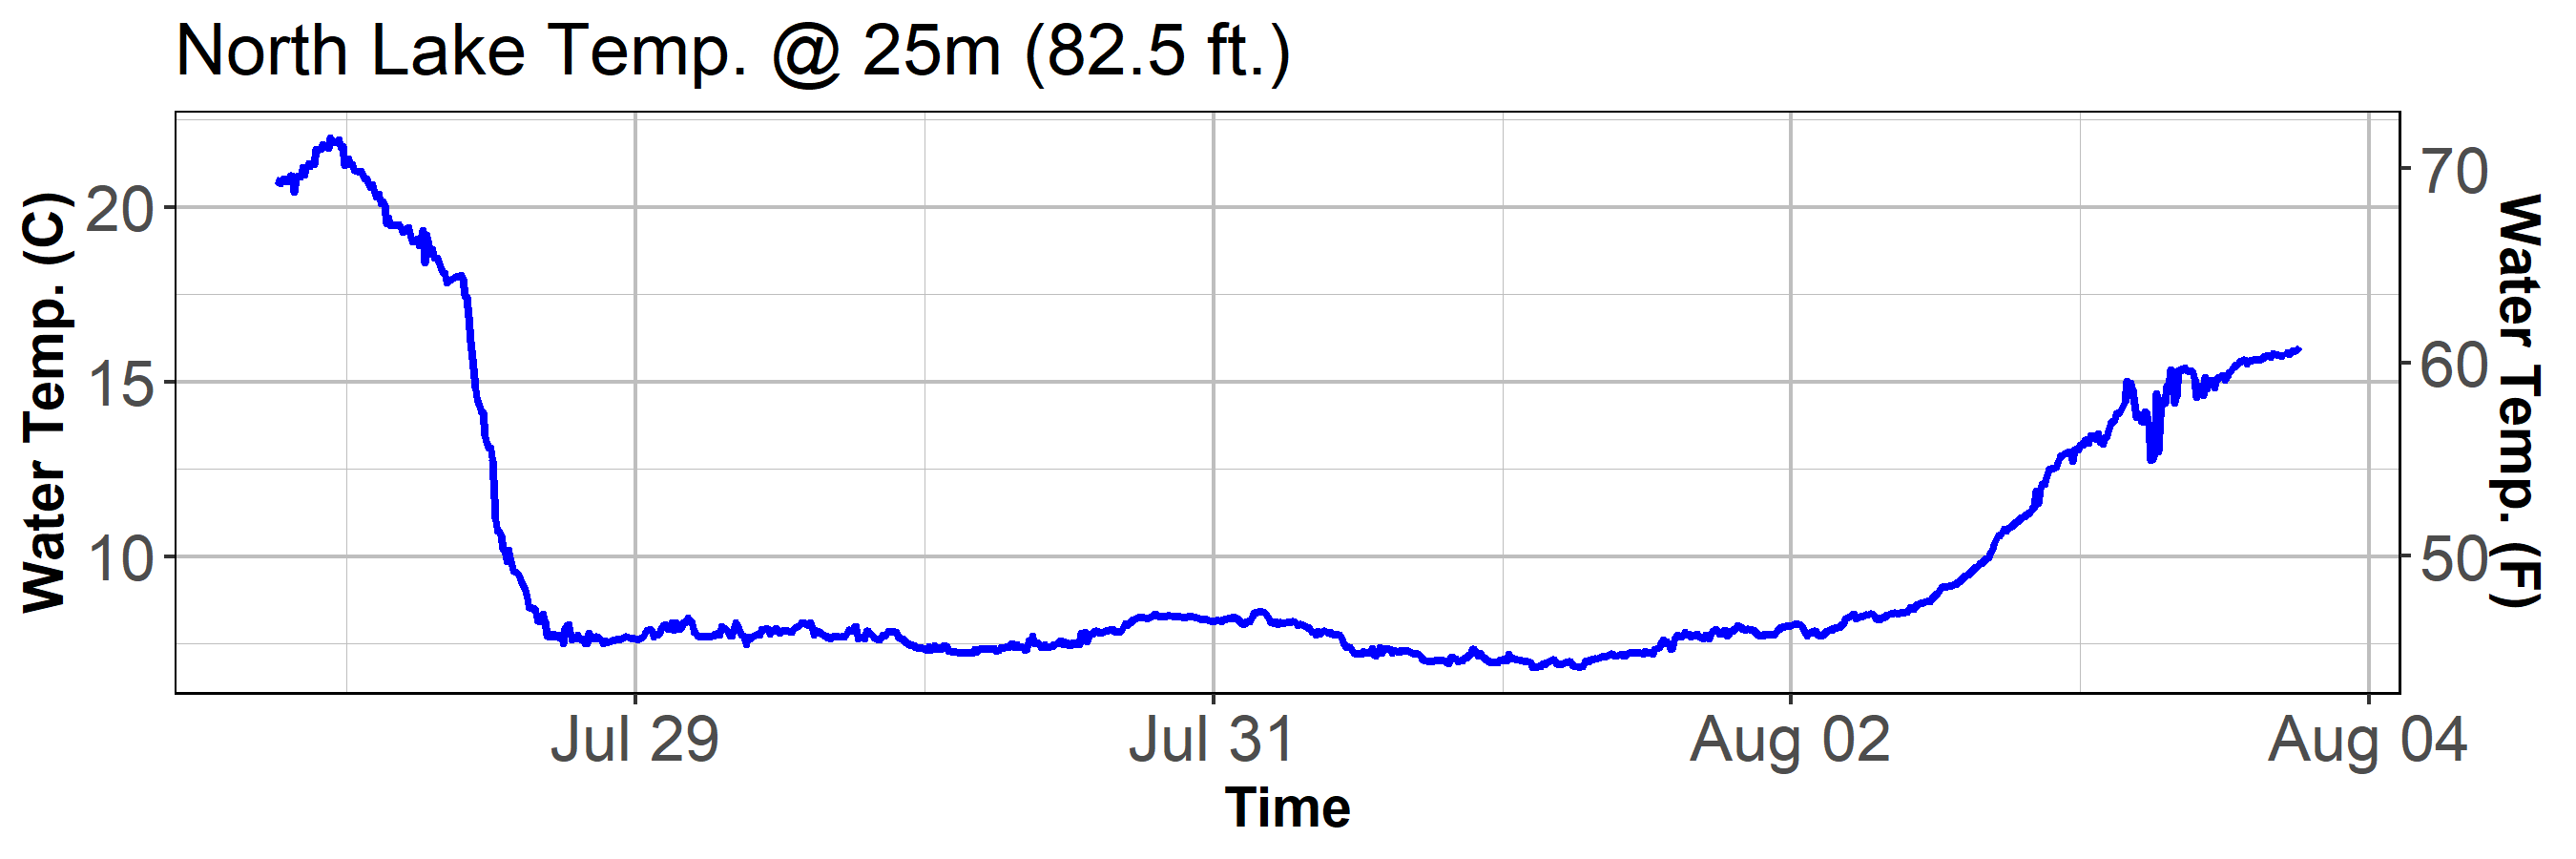 North Lake Temp. @ 25m (82.5 ft.)
Water Temp. (C)
20
15
10
70
60
50
Water Temp. (F)
Jul 29
Jul 31
Aug 02
Aug 04
Time